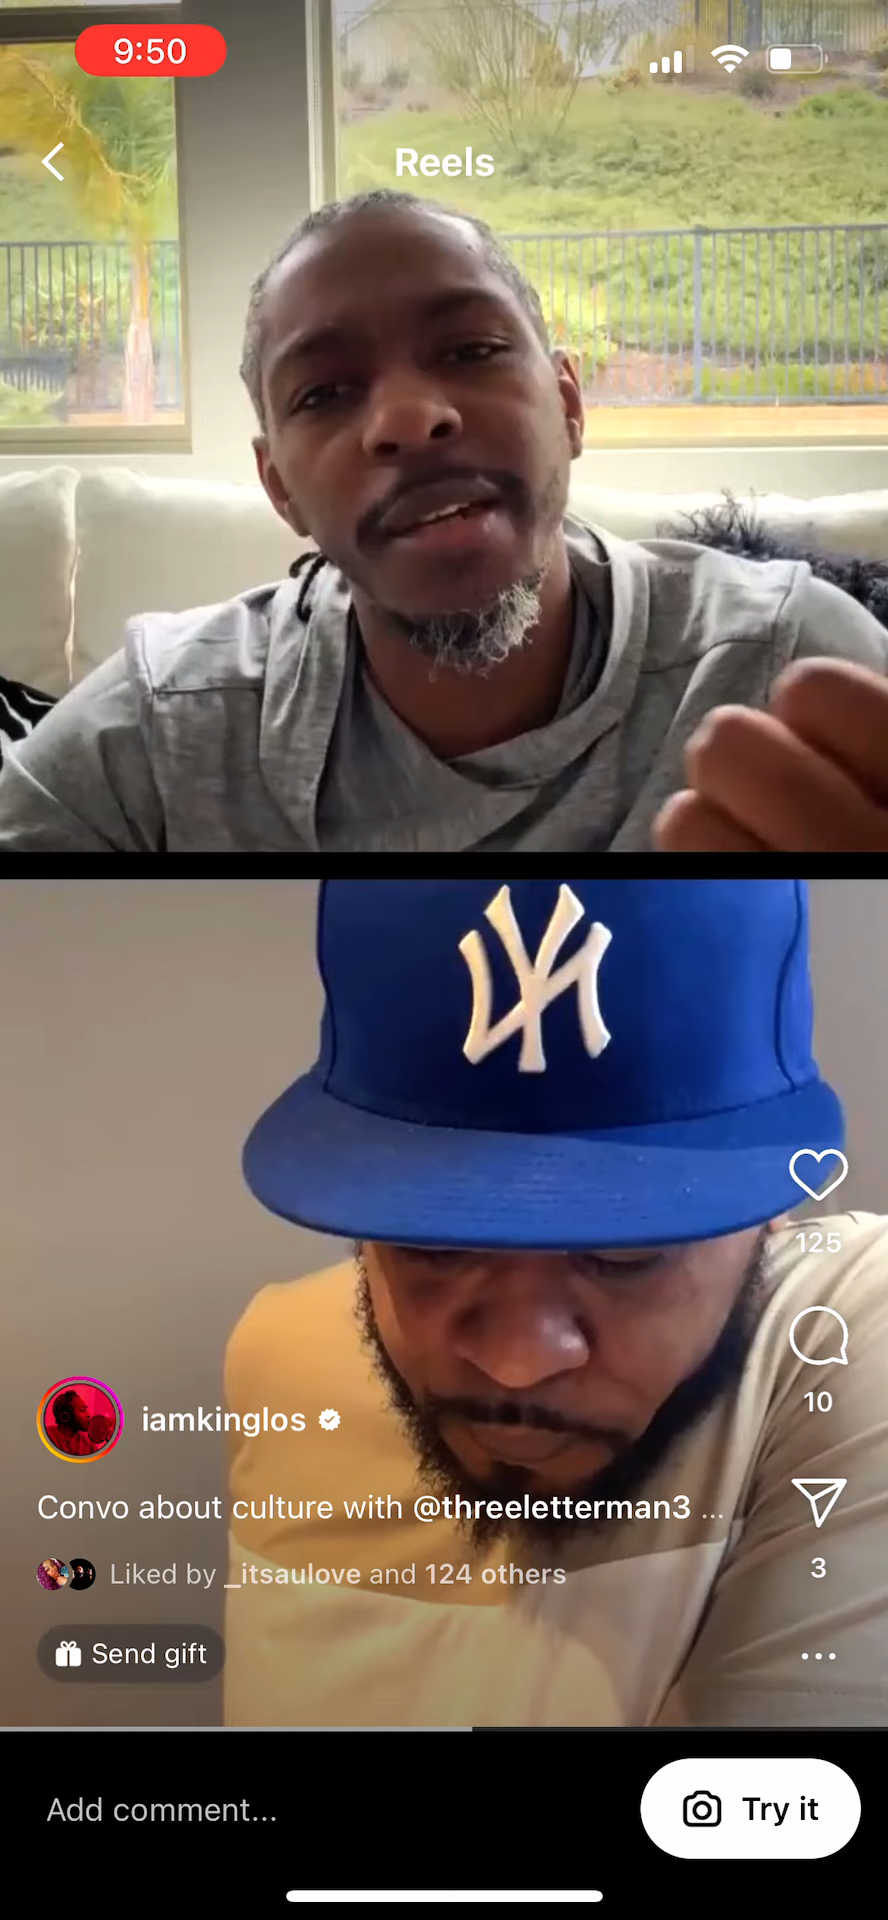 9:50
Reels
NY
125
10
iamkinglos
Convo about culture with @threeletterman3 ...
3
Liked by _itsaulove and 124 others
Send gift
Add comment...
Try it